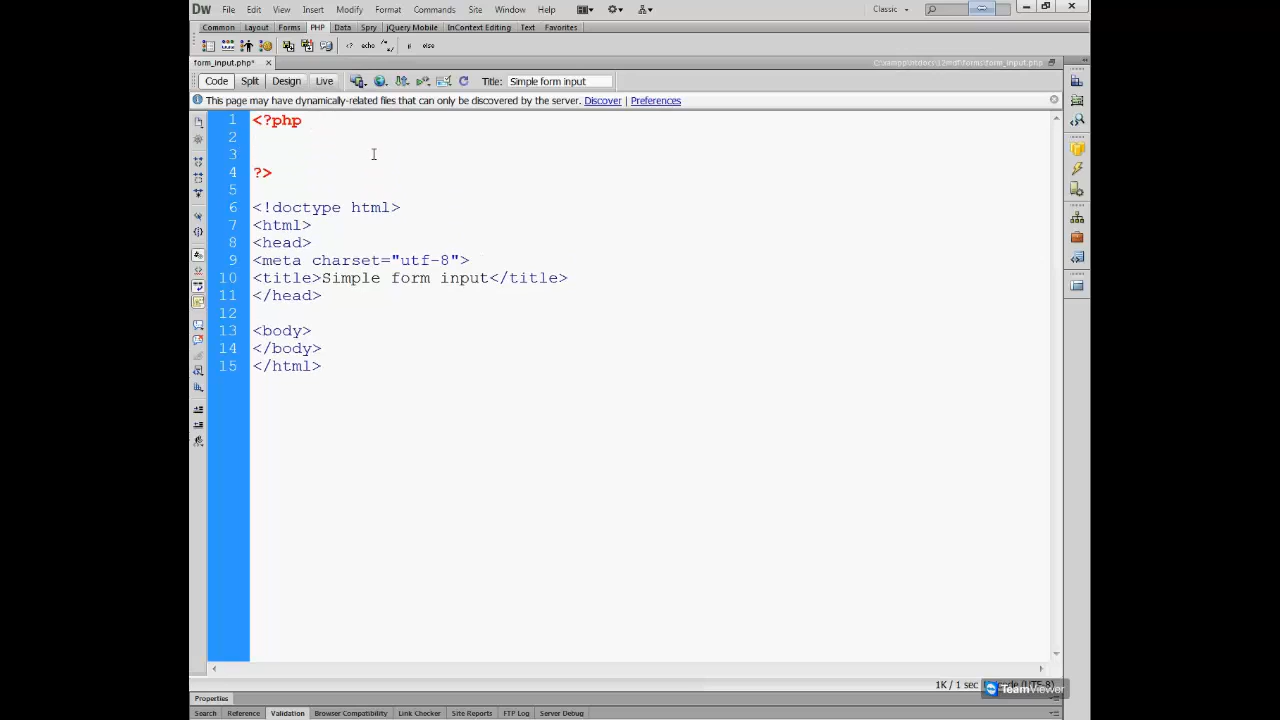 Dw File Edit View Insert Modify Format Commands Site Window Help Classic
Common Layout Forms PHP Data Spry jQuery Mobile InContext Editing Text Favorites
<? echo /_ if else
form_input.php* ×
Code Split Design Live Title: Simple form input
This page may have dynamically-related files that can only be discovered by the server. Discover | Preferences
1 <?php
2
3
4 ?>
5
6 <!doctype html>
7 <html>
8 <head>
9 <meta charset="utf-8">
10 <title>Simple form input</title>
11 </head>
12
13 <body>
14 </body>
15 </html>
1K / 1 sec (UTF-8)
TeamViewer
Properties
Search Reference Validation Browser Compatibility Link Checker Site Reports FTP Log Server Debug